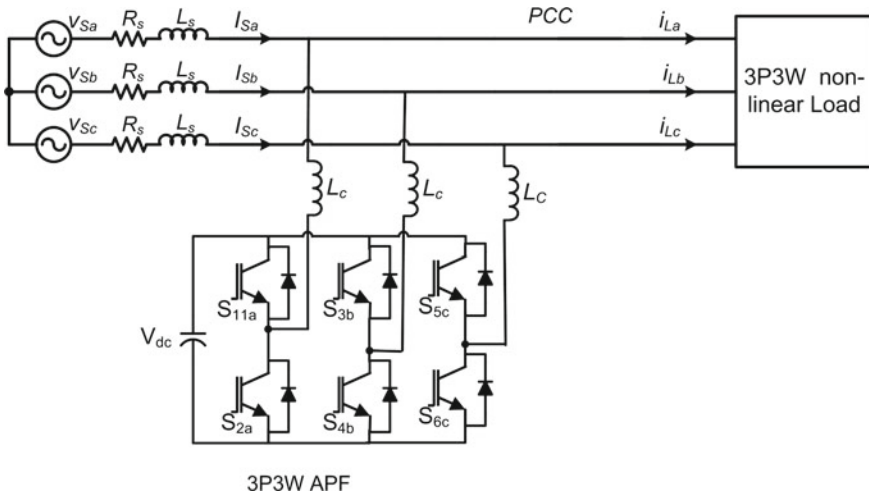 vSa Rs Ls ISa PCC iLa
vSb Rs Ls ISb iLb
vSc Rs Ls ISc iLc
3P3W non-
linear Load
Lc Lc LC
S11a S3b S5c
Vdc
S2a S4b S6c
3P3W APF